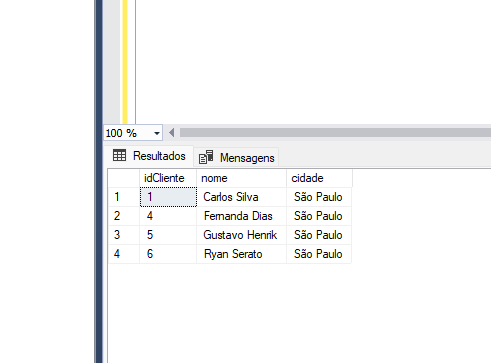 100 %
Resultados Mensagens
idCliente nome cidade
1 1 Carlos Silva São Paulo
2 4 Fernanda Dias São Paulo
3 5 Gustavo Henrik São Paulo
4 6 Ryan Serato São Paulo